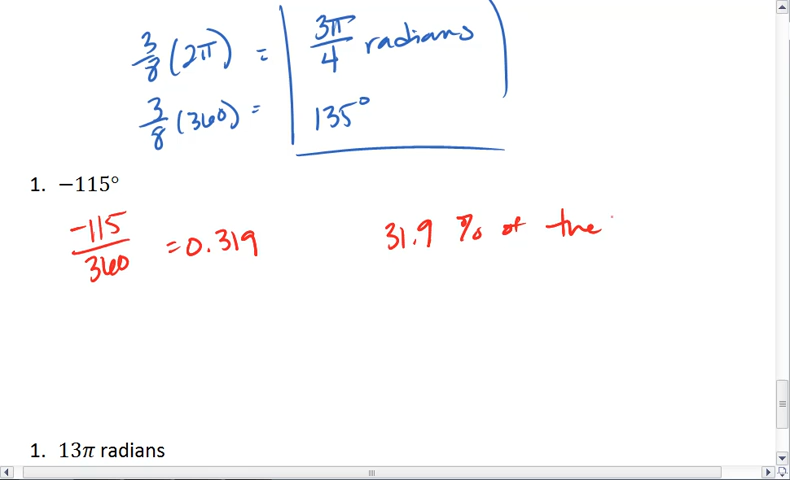 3/8 (2π) = 3π/4 radians
3/8 (360) = 135°
1. −115°
-115/360 = 0.319 31.9 % of the
1. 13π radians